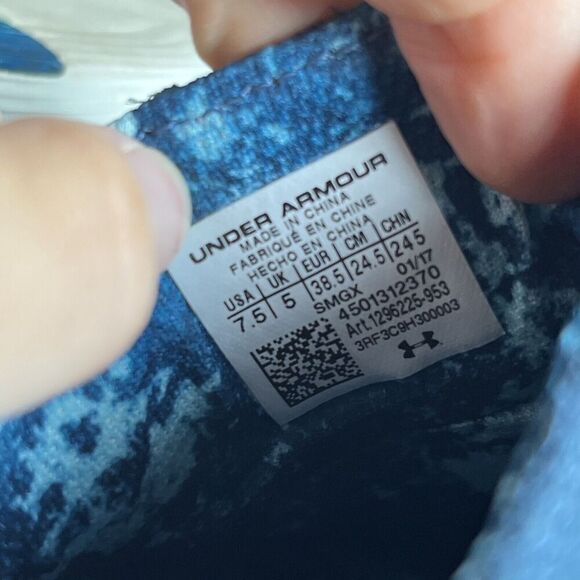 UNDER ARMOUR
MADE IN CHINA
FABRIQUÉ EN CHINE
HECHO EN CHINA
USA UK EUR CM CHN
7.5 5 38.5 24.5 245
SMGX 01/17
4501312370
Art.1296225-953
3RF3C9H300003